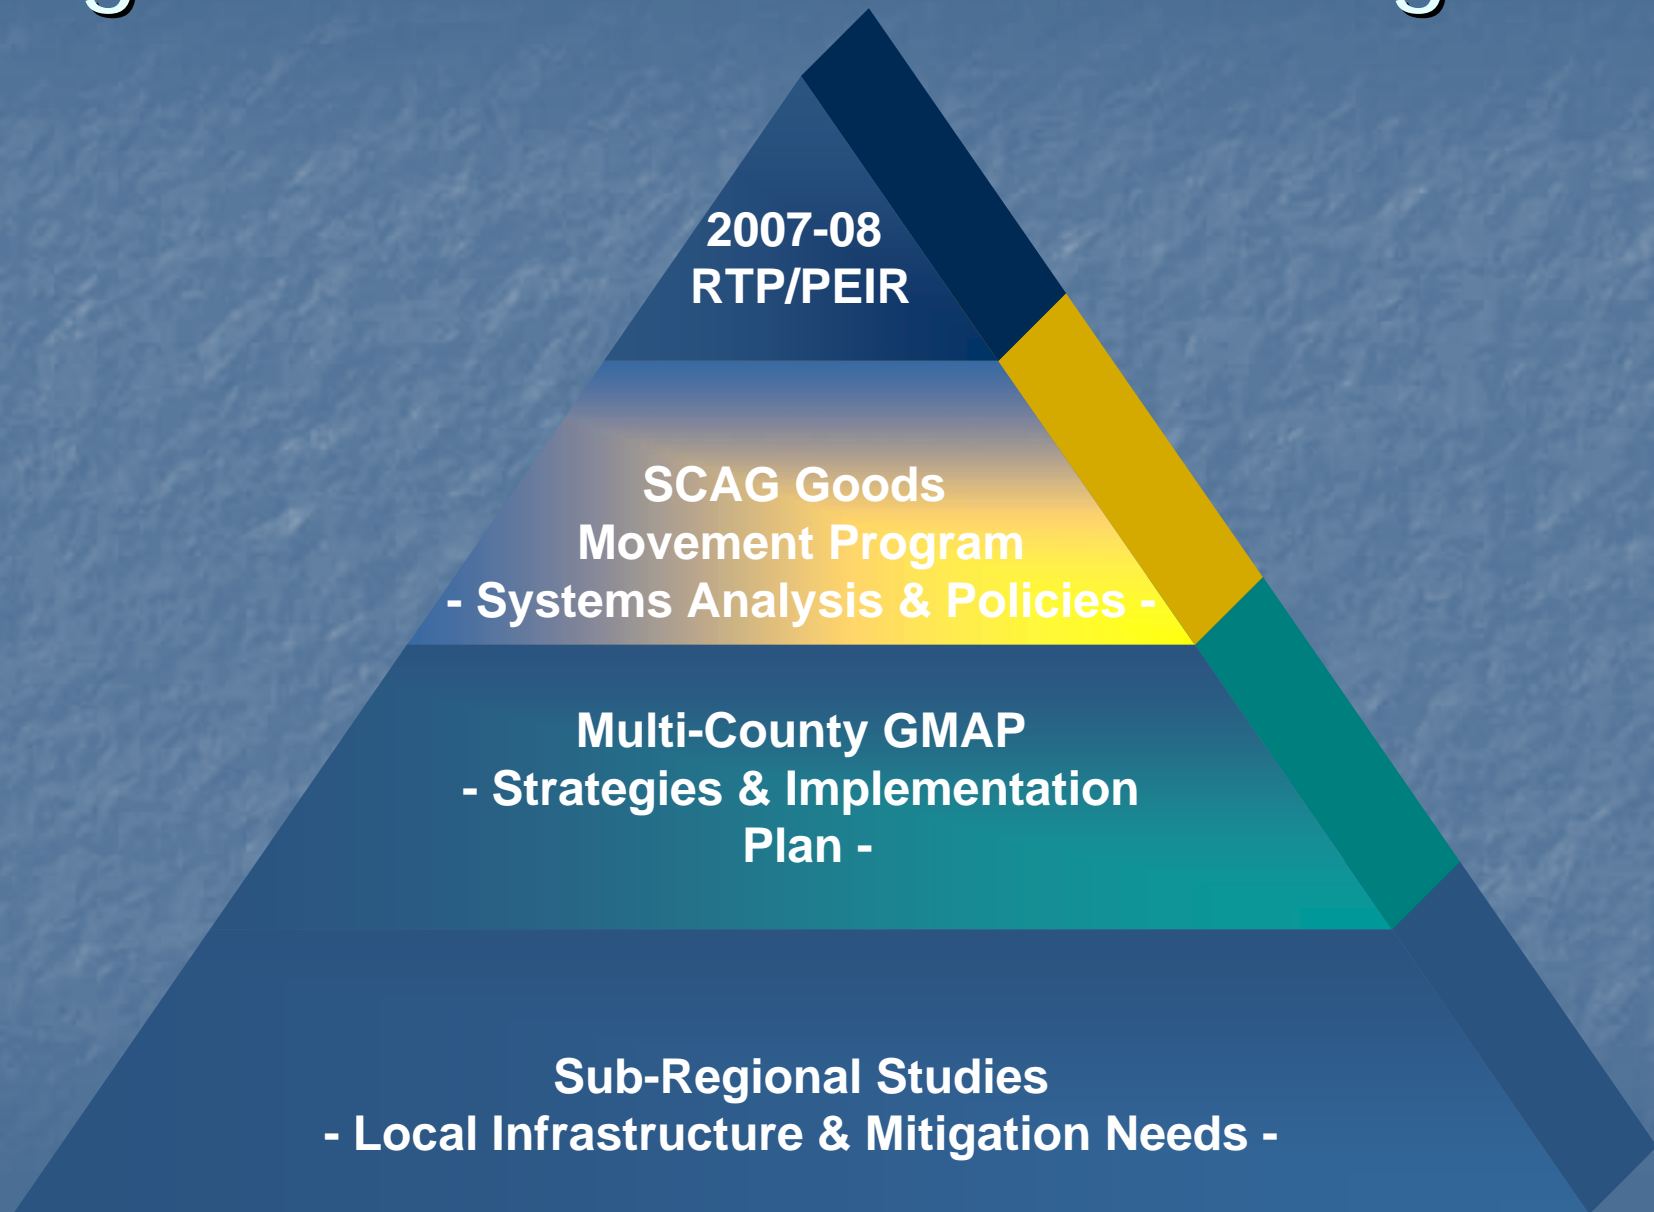 2007-08
RTP/PEIR
SCAG Goods
Movement Program
- Systems Analysis & Policies -
Multi-County GMAP
- Strategies & Implementation
Plan -
Sub-Regional Studies
- Local Infrastructure & Mitigation Needs -